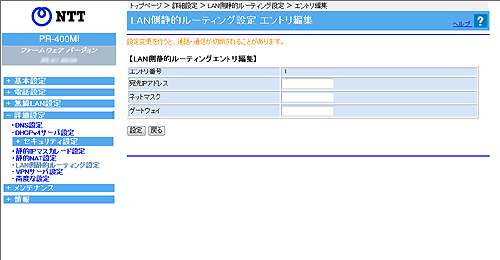 トップページ > 詳細設定 > LAN側静的ルーティング設定 > エントリ編集
NTT
LAN側静的ルーティング設定 エントリ編集
ヘルプ ?
PR-400MI
ファームウェア バージョン
設定変更を行うと、通話・通信が切断されることがあります。
【LAN側静的ルーティングエントリ編集】
エントリ番号 1
宛先IPアドレス
ネットマスク
ゲートウェイ
設定 戻る
+ 基本設定
+ 電話設定
+ 無線LAN設定
- 詳細設定
・DNS設定
・DHCPv4サーバ設定
+ セキュリティ設定
・静的IPマスカレード設定
・静的NAT設定
・LAN側静的ルーティング設定
・VPNサーバ設定
・高度な設定
+ メンテナンス
+ 情報